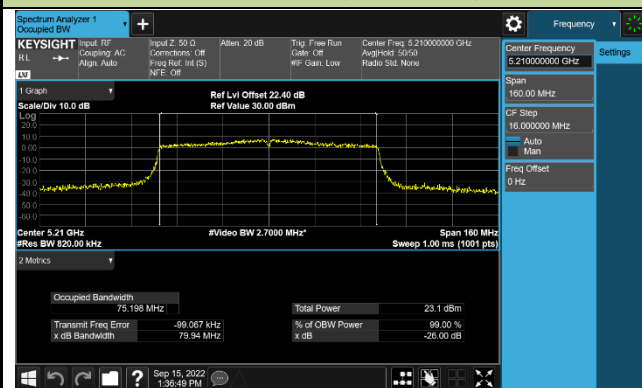 Spectrum Analyzer 1
Occupied BW
Frequency
KEYSIGHT
R L
LXI
Input: RF
Coupling: AC
Align: Auto
Input Z: 50 Ω
Corrections: Off
Freq Ref: Int (S)
NFE: Off
Atten: 20 dB
Trig: Free Run
Gate: Off
#IF Gain: Low
Center Freq: 5.210000000 GHz
Avg|Hold: 50/50
Radio Std: None
Center Frequency
5.210000000 GHz
Settings
Span
160.00 MHz
CF Step
16.000000 MHz
Auto
Man
Freq Offset
0 Hz
1 Graph
Scale/Div 10.0 dB
Ref Lvl Offset 22.40 dB
Ref Value 30.00 dBm
Log
20.0
10.0
0.00
-10.0
-20.0
-30.0
-40.0
-50.0
-60.0
Center 5.21 GHz
#Video BW 2.7000 MHz*
Span 160 MHz
#Res BW 820.00 kHz
Sweep 1.00 ms (1001 pts)
2 Metrics
Occupied Bandwidth
75.198 MHz
Total Power 23.1 dBm
Transmit Freq Error -99.067 kHz
% of OBW Power 99.00 %
x dB Bandwidth 79.94 MHz
x dB -26.00 dB
?
Sep 15, 2022
1:36:49 PM